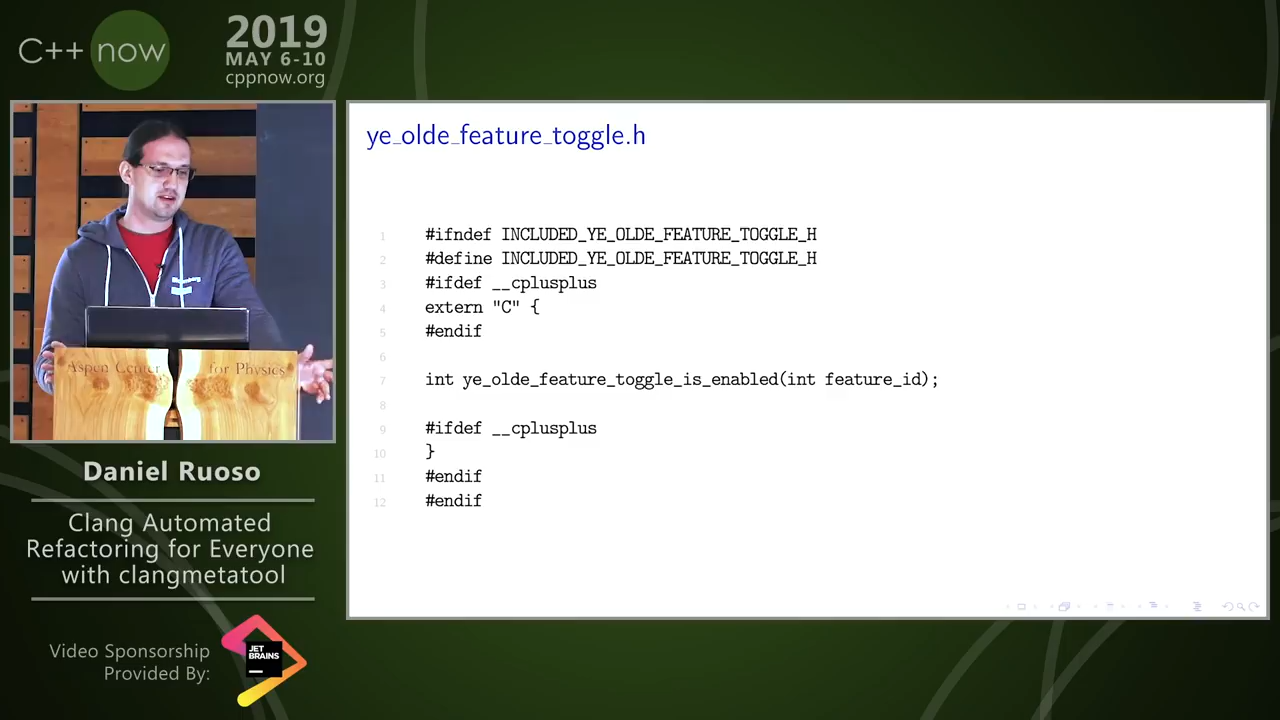 C++ now
2019
MAY 6-10
cppnow.org
ye_olde_feature_toggle.h
1 #ifndef INCLUDED_YE_OLDE_FEATURE_TOGGLE_H
2 #define INCLUDED_YE_OLDE_FEATURE_TOGGLE_H
3 #ifdef __cplusplus
4 extern "C" {
5 #endif
6
7 int ye_olde_feature_toggle_is_enabled(int feature_id);
8
9 #ifdef __cplusplus
10 }
11 #endif
12 #endif
Aspen Center for Physics
Daniel Ruoso
Clang Automated
Refactoring for Everyone
with clangmetatool
Video Sponsorship
Provided By:
JET
BRAINS